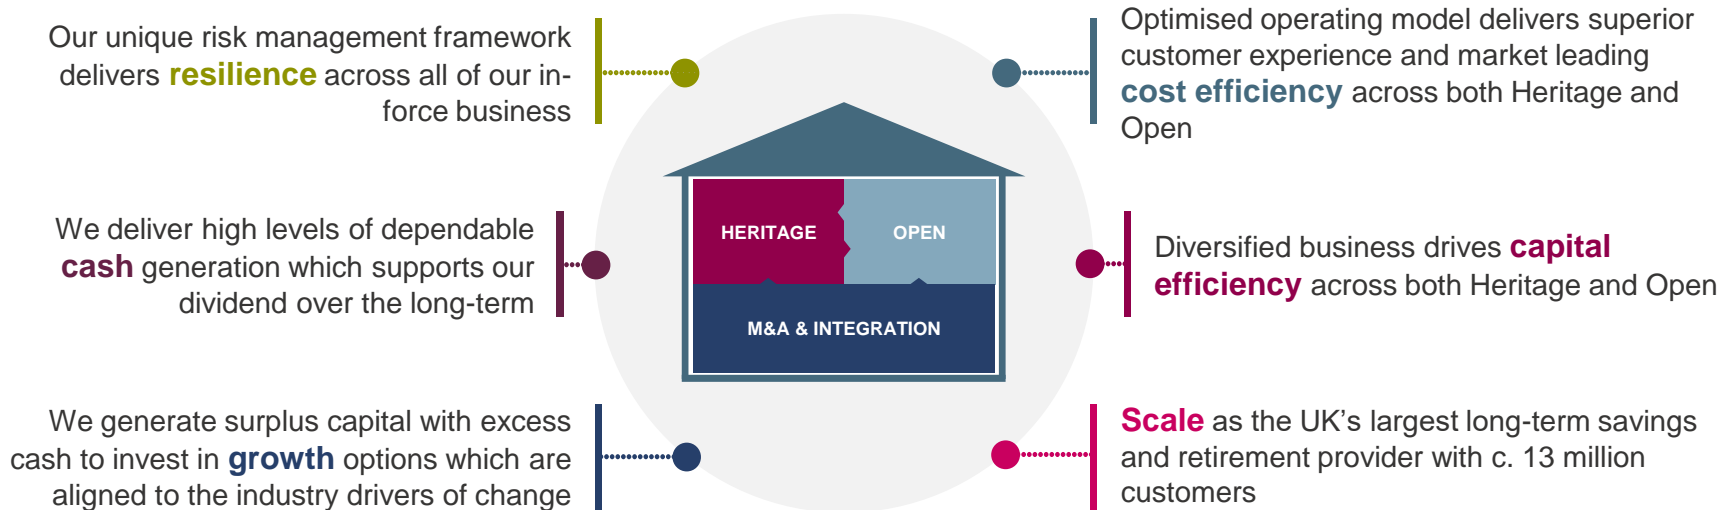 Our unique risk management framework
delivers resilience across all of our in-
force business
We deliver high levels of dependable
cash generation which supports our
dividend over the long-term
We generate surplus capital with excess
cash to invest in growth options which are
aligned to the industry drivers of change
HERITAGE
OPEN
M&A & INTEGRATION
Optimised operating model delivers superior
customer experience and market leading
cost efficiency across both Heritage and
Open
Diversified business drives capital
efficiency across both Heritage and Open
Scale as the UK's largest long-term savings
and retirement provider with c. 13 million
customers